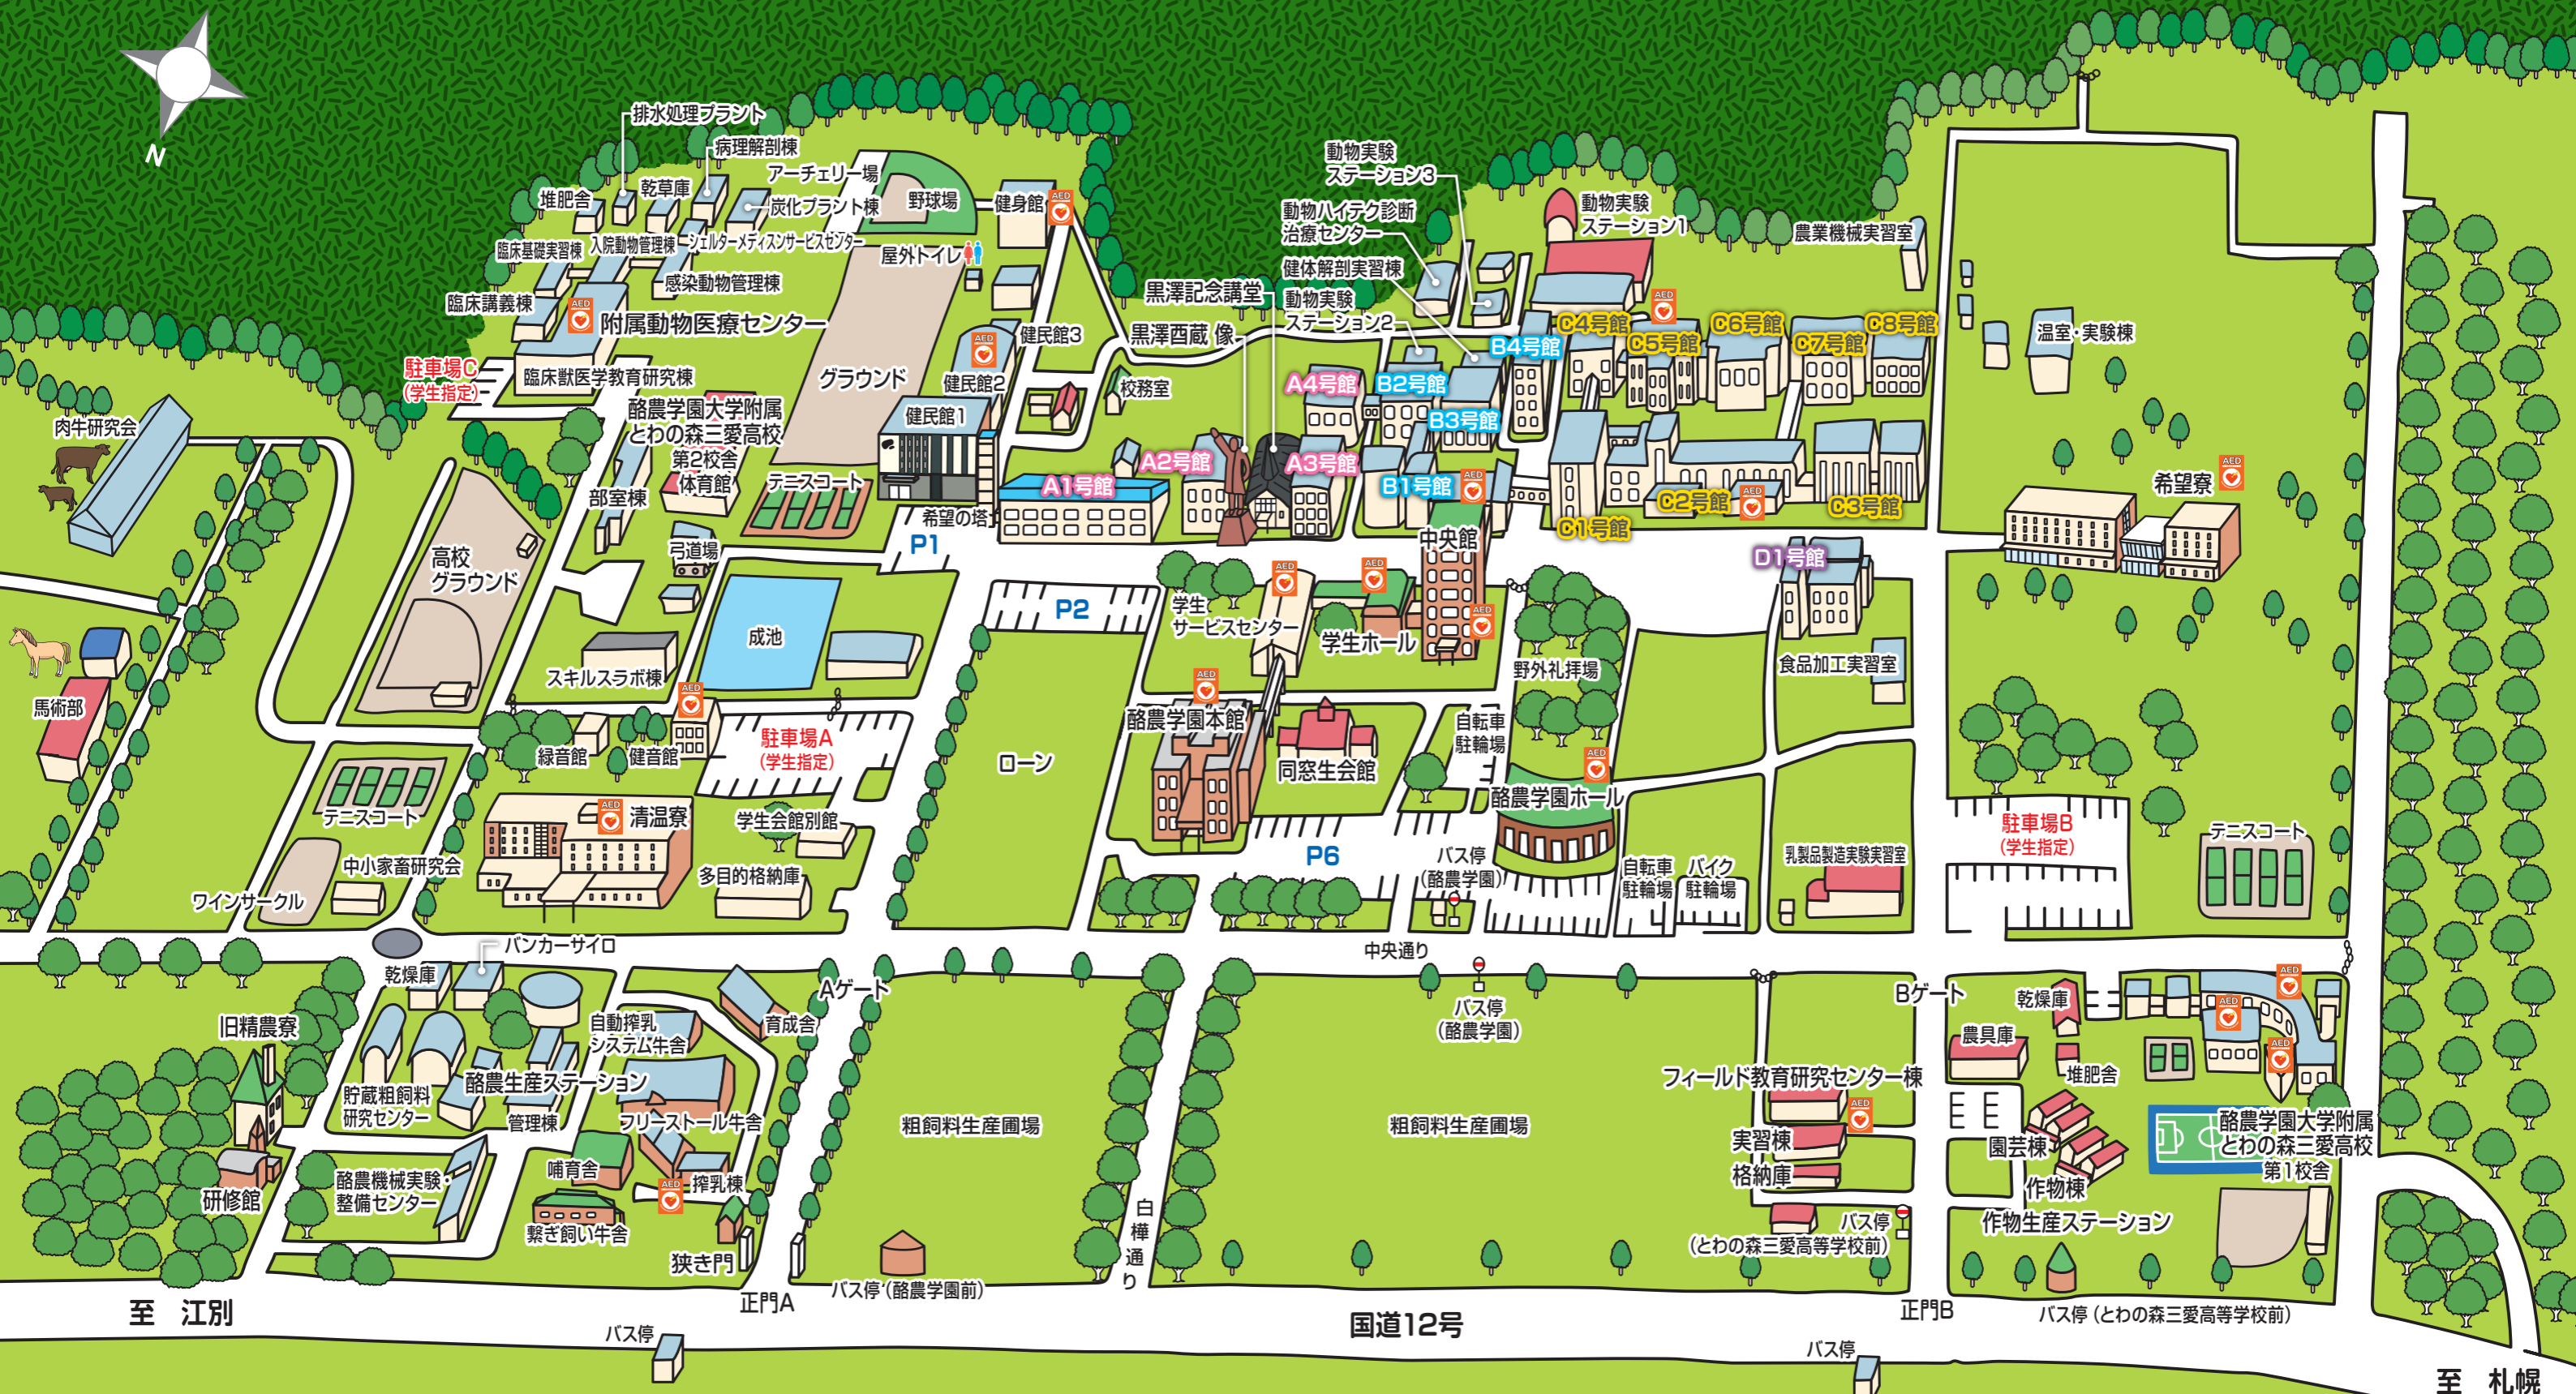 N
排水処理プラント
病理解剖棟
アーチェリー場
堆肥舎
乾草庫
炭化プラント棟
野球場
健身館
AED
臨床基礎実習棟
入院動物管理棟
シェルターメディスンサービスセンター
屋外トイレ
感染動物管理棟
臨床講義棟
AED
附属動物医療センター
駐車場C
(学生指定)
臨床獣医学教育研究棟
グラウンド
AED
健民館3
健民館2
健民館1
校務室
黒澤記念講堂
黒澤酉蔵 像
動物実験
ステーション3
動物ハイテク診断
治療センター
健体解剖実習棟
動物実験
ステーション2
動物実験
ステーション1
農業機械実習室
AED
C4号館
C5号館
C6号館
C7号館
C8号館
B4号館
A4号館
B2号館
B3号館
A2号館
A3号館
A1号館
B1号館
AED
C2号館
AED
C3号館
C1号館
温室・実験棟
希望寮
AED
肉牛研究会
酪農学園大学附属
とわの森三愛高校
第2校舎
体育館
部室棟
テニスコート
希望の塔
P1
高校
グラウンド
弓道場
中央館
D1号館
成池
P2
学生
サービスセンター
AED
AED
学生ホール
AED
スキルスラボ棟
野外礼拝場
食品加工実習室
馬術部
AED
緑音館
健音館
駐車場A
(学生指定)
ローン
AED
酪農学園本館
同窓生会館
自転車
駐輪場
AED
酪農学園ホール
テニスコート
AED
清温寮
学生会館別館
P6
バス停
(酪農学園)
自転車
駐輪場
バイク
駐輪場
乳製品製造実験実習室
駐車場B
(学生指定)
テニスコート
中小家畜研究会
ワインサークル
多目的格納庫
バンカーサイロ
中央通り
乾燥庫
Aゲート
バス停
(酪農学園)
Bゲート
乾燥庫
AED
AED
AED
旧精農寮
自動搾乳
システム牛舎
育成舎
農具庫
堆肥舎
貯蔵粗飼料
研究センター
酪農生産ステーション
管理棟
フリーストール牛舎
粗飼料生産圃場
粗飼料生産圃場
フィールド教育研究センター棟
AED
実習棟
格納庫
園芸棟
作物棟
酪農学園大学附属
とわの森三愛高校
第1校舎
研修館
酪農機械実験・
整備センター
哺育舎
搾乳棟
AED
繋ぎ飼い牛舎
狭き門
白樺通り
バス停
(とわの森三愛高等学校前)
作物生産ステーション
至 江別
正門A
バス停(酪農学園前)
国道12号
正門B
バス停(とわの森三愛高等学校前)
バス停
バス停
至 札幌